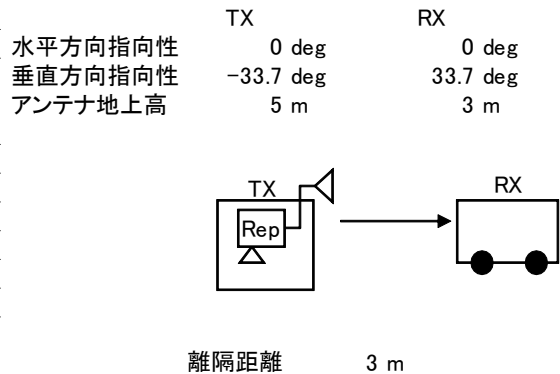 TX RX
水平方向指向性 0 deg 0 deg
垂直方向指向性 -33.7 deg 33.7 deg
アンテナ地上高 5 m 3 m
TX RX
Rep
離隔距離 3 m